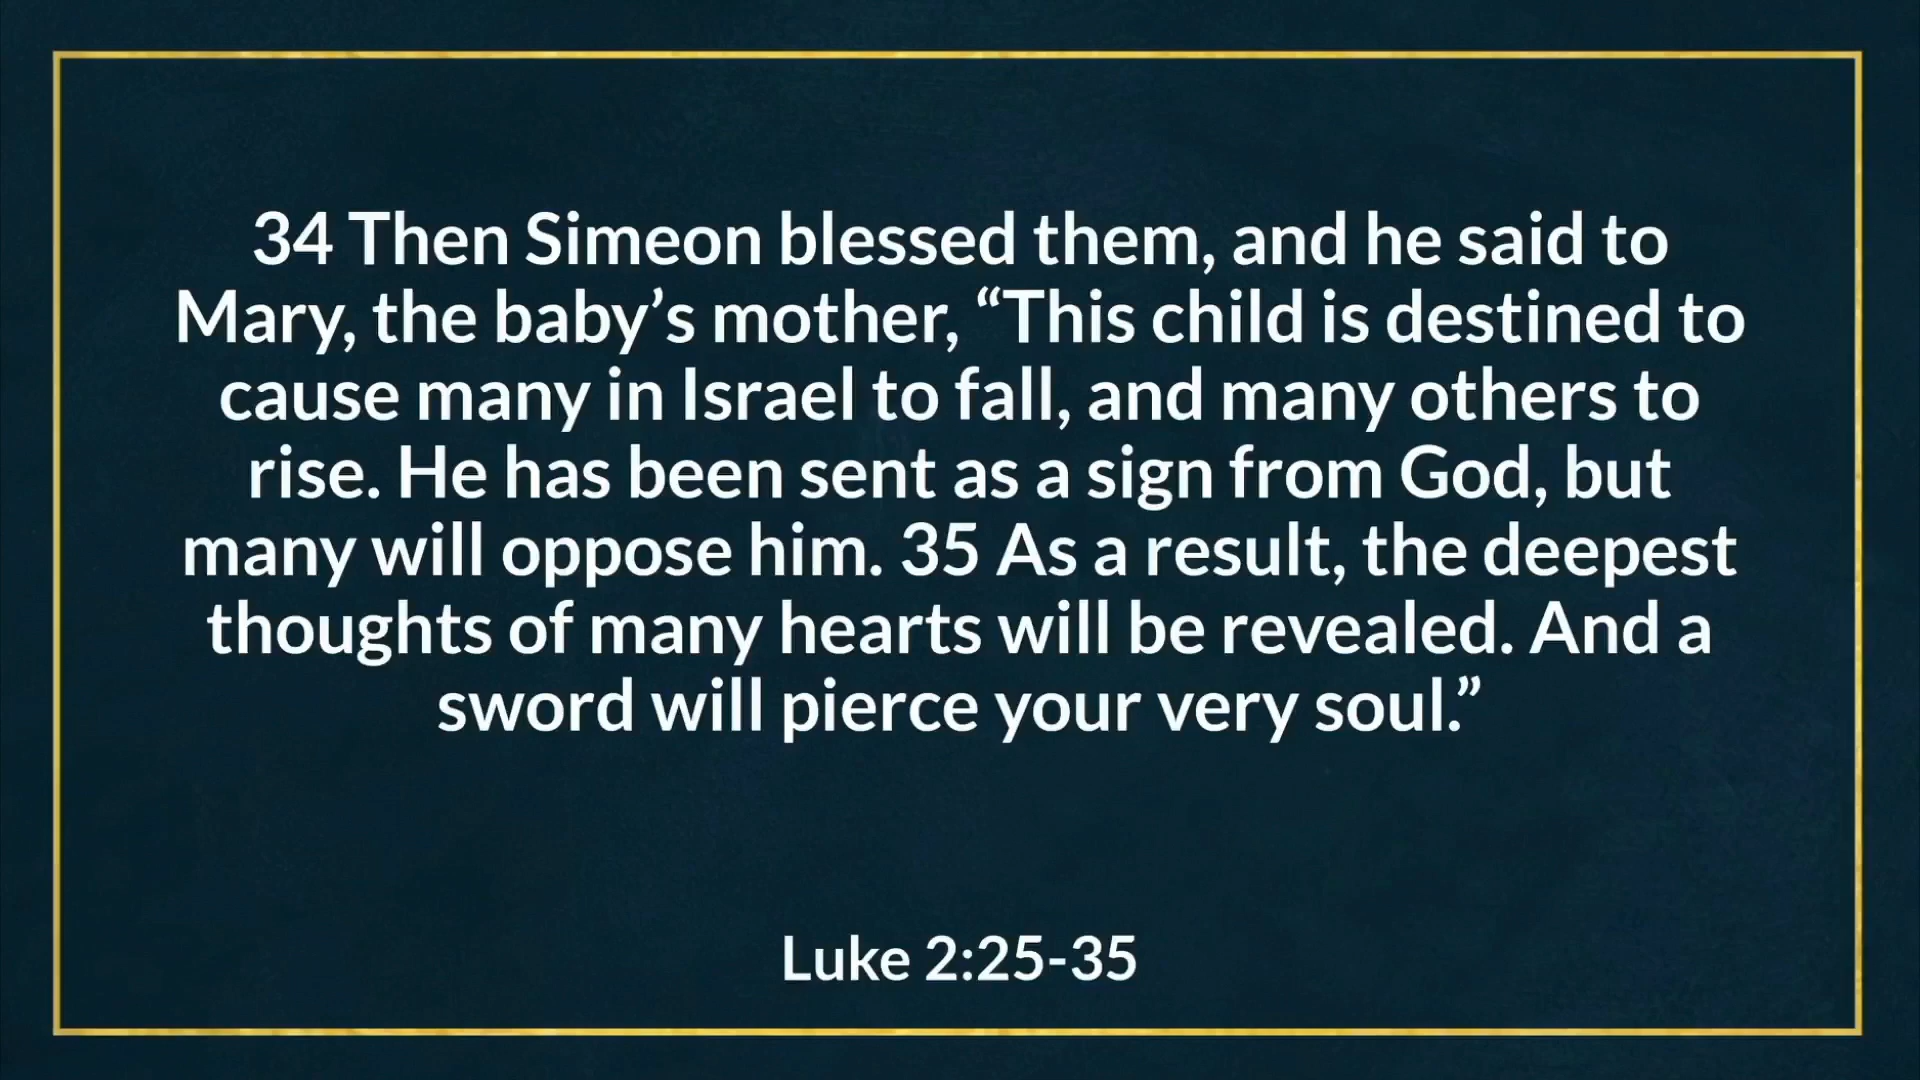 34 Then Simeon blessed them, and he said to
Mary, the baby’s mother, “This child is destined to
cause many in Israel to fall, and many others to
rise. He has been sent as a sign from God, but
many will oppose him. 35 As a result, the deepest
thoughts of many hearts will be revealed. And a
sword will pierce your very soul.”
Luke 2:25-35